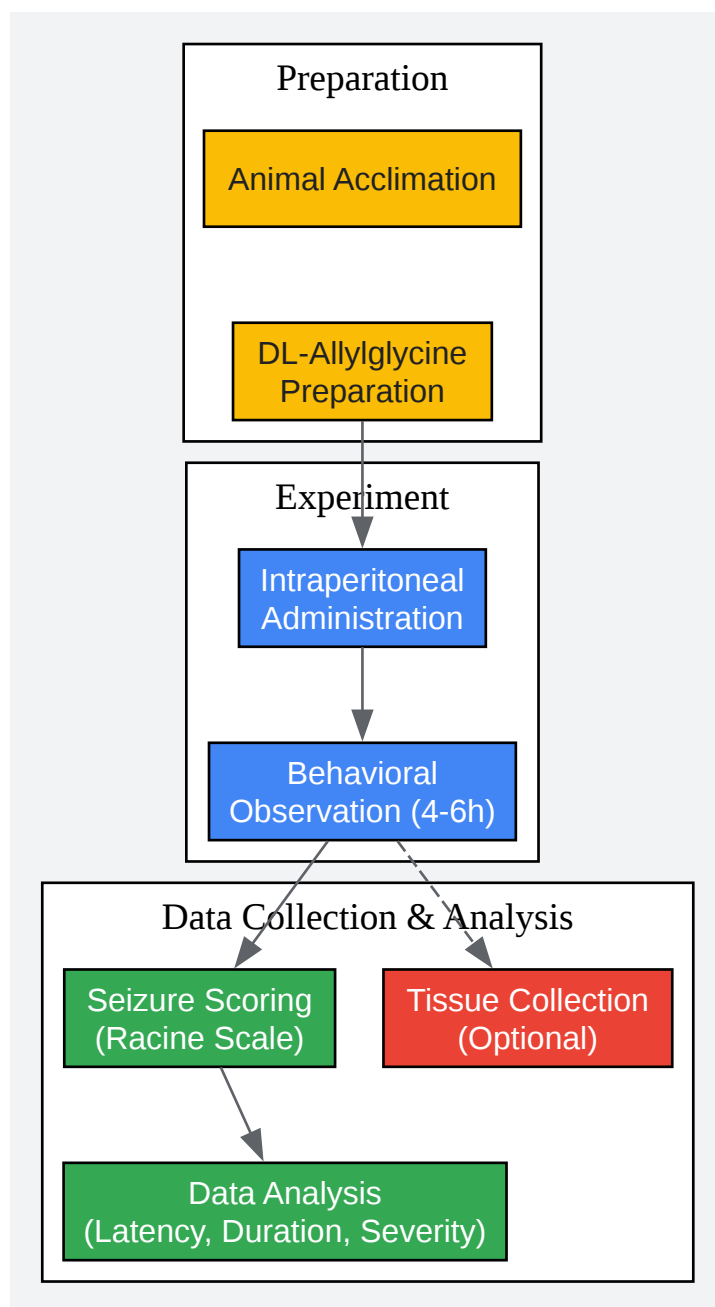 Preparation
Animal Acclimation
DL-Allylglycine
Preparation
Experiment
Intraperitoneal
Administration
Behavioral
Observation (4-6h)
Data Collection & Analysis
Seizure Scoring
(Racine Scale)
Tissue Collection
(Optional)
Data Analysis
(Latency, Duration, Severity)